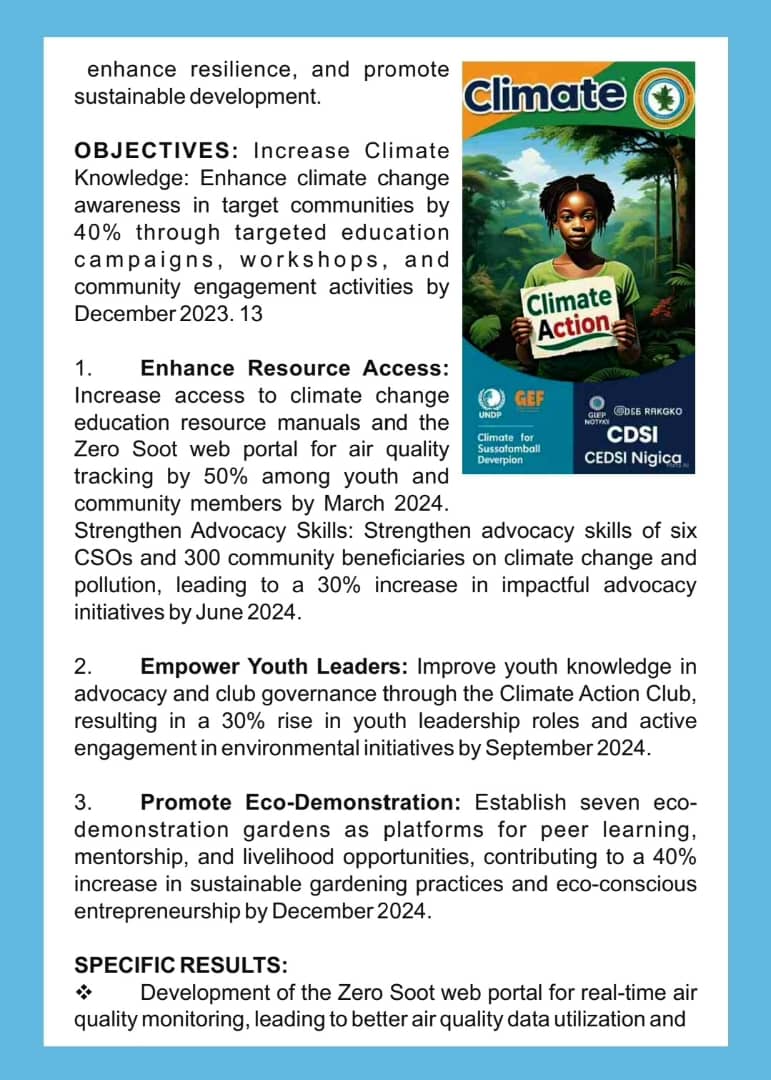 enhance resilience, and promote
sustainable development.
OBJECTIVES: Increase Climate
Knowledge: Enhance climate change
awareness in target communities by
40% through targeted education
campaigns, workshops, and
community engagement activities by
December 2023. 13
1. Enhance Resource Access:
Increase access to climate change
education resource manuals and the
Zero Soot web portal for air quality
tracking by 50% among youth and
community members by March 2024.
Strengthen Advocacy Skills: Strengthen advocacy skills of six
CSOs and 300 community beneficiaries on climate change and
pollution, leading to a 30% increase in impactful advocacy
initiatives by June 2024.
2. Empower Youth Leaders: Improve youth knowledge in
advocacy and club governance through the Climate Action Club,
resulting in a 30% rise in youth leadership roles and active
engagement in environmental initiatives by September 2024.
3. Promote Eco-Demonstration: Establish seven eco-
demonstration gardens as platforms for peer learning,
mentorship, and livelihood opportunities, contributing to a 40%
increase in sustainable gardening practices and eco-conscious
entrepreneurship by December 2024.
SPECIFIC RESULTS:
❖ Development of the Zero Soot web portal for real-time air
quality monitoring, leading to better air quality data utilization and
Climate
Climate
Action
UNDP
GEF
Climate for
Sussatomball
Deverpion
CDSI
CEDSI Nigica